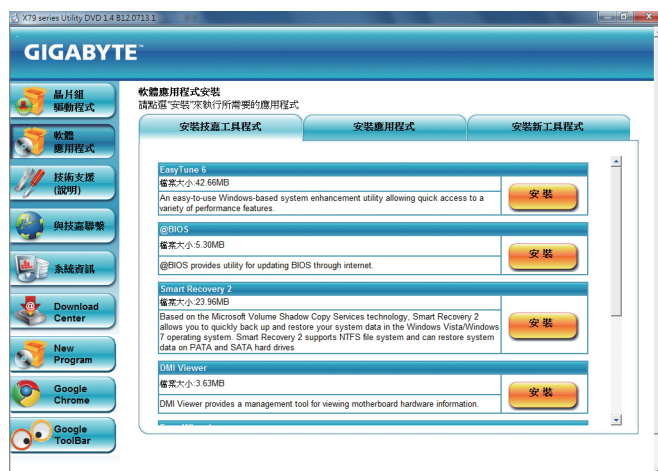 X79 series Utility DVD 1.4 B12.0713.1
GIGABYTE™
晶片組
驅動程式
軟體
應用程式
技術支援
(說明)
與技嘉聯繫
系統資訊
Download
Center
New
Program
Google
Chrome
Google
ToolBar
軟體應用程式安裝
請點選"安裝"來執行所需要的應用程式
安裝技嘉工具程式
安裝應用程式
安裝新工具程式
EasyTune 6
檔案大小:42.66MB
An easy-to-use Windows-based system enhancement utility allowing quick access to a
variety of performance features.
安 裝
@BIOS
檔案大小:5.30MB
@BIOS provides utility for updating BIOS through internet.
安 裝
Smart Recovery 2
檔案大小:23.96MB
Based on the Microsoft Volume Shadow Copy Services technology, Smart Recovery 2
allows you to quickly back up and restore your system data in the Windows Vista/Windows
7 operating system. Smart Recovery 2 supports NTFS file system and can restore system
data on PATA and SATA hard drives
安 裝
DMI Viewer
檔案大小:3.63MB
DMI Viewer provides a management tool for viewing motherboard hardware information.
安 裝